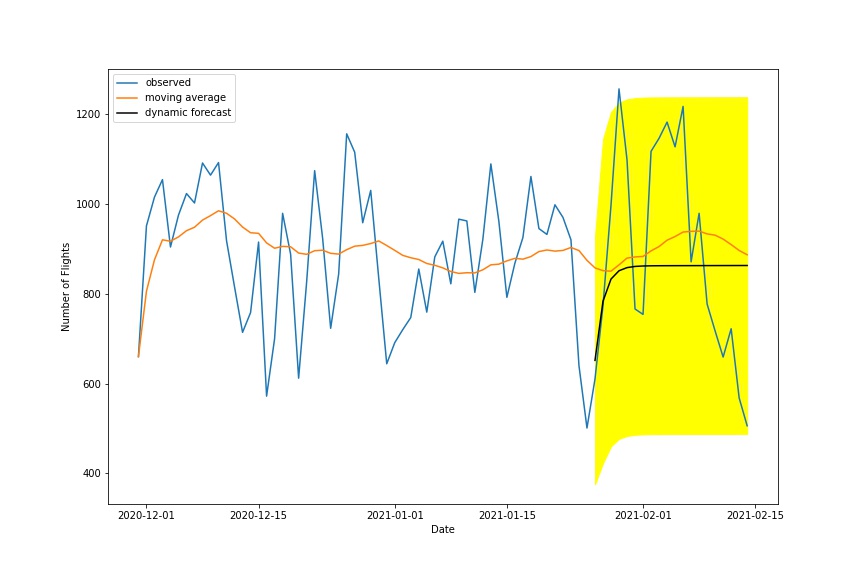 observed
moving average
dynamic forecast
1200
1000
800
600
400
Number of Flights
2020-12-01
2020-12-15
2021-01-01
2021-01-15
2021-02-01
2021-02-15
Date